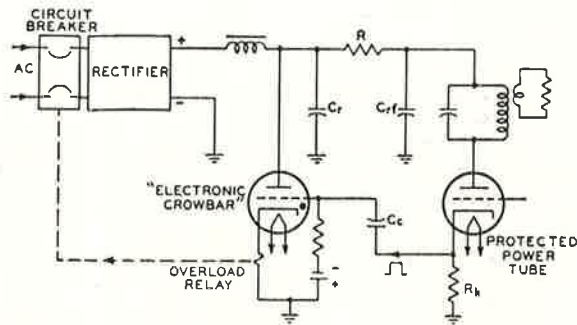 CIRCUIT
BREAKER
AC
RECTIFIER
+
-
R
Cr
Crf
"ELECTRONIC
CROWBAR"
Cc
OVERLOAD
RELAY
-
+
PROTECTED
POWER
TUBE
Rk